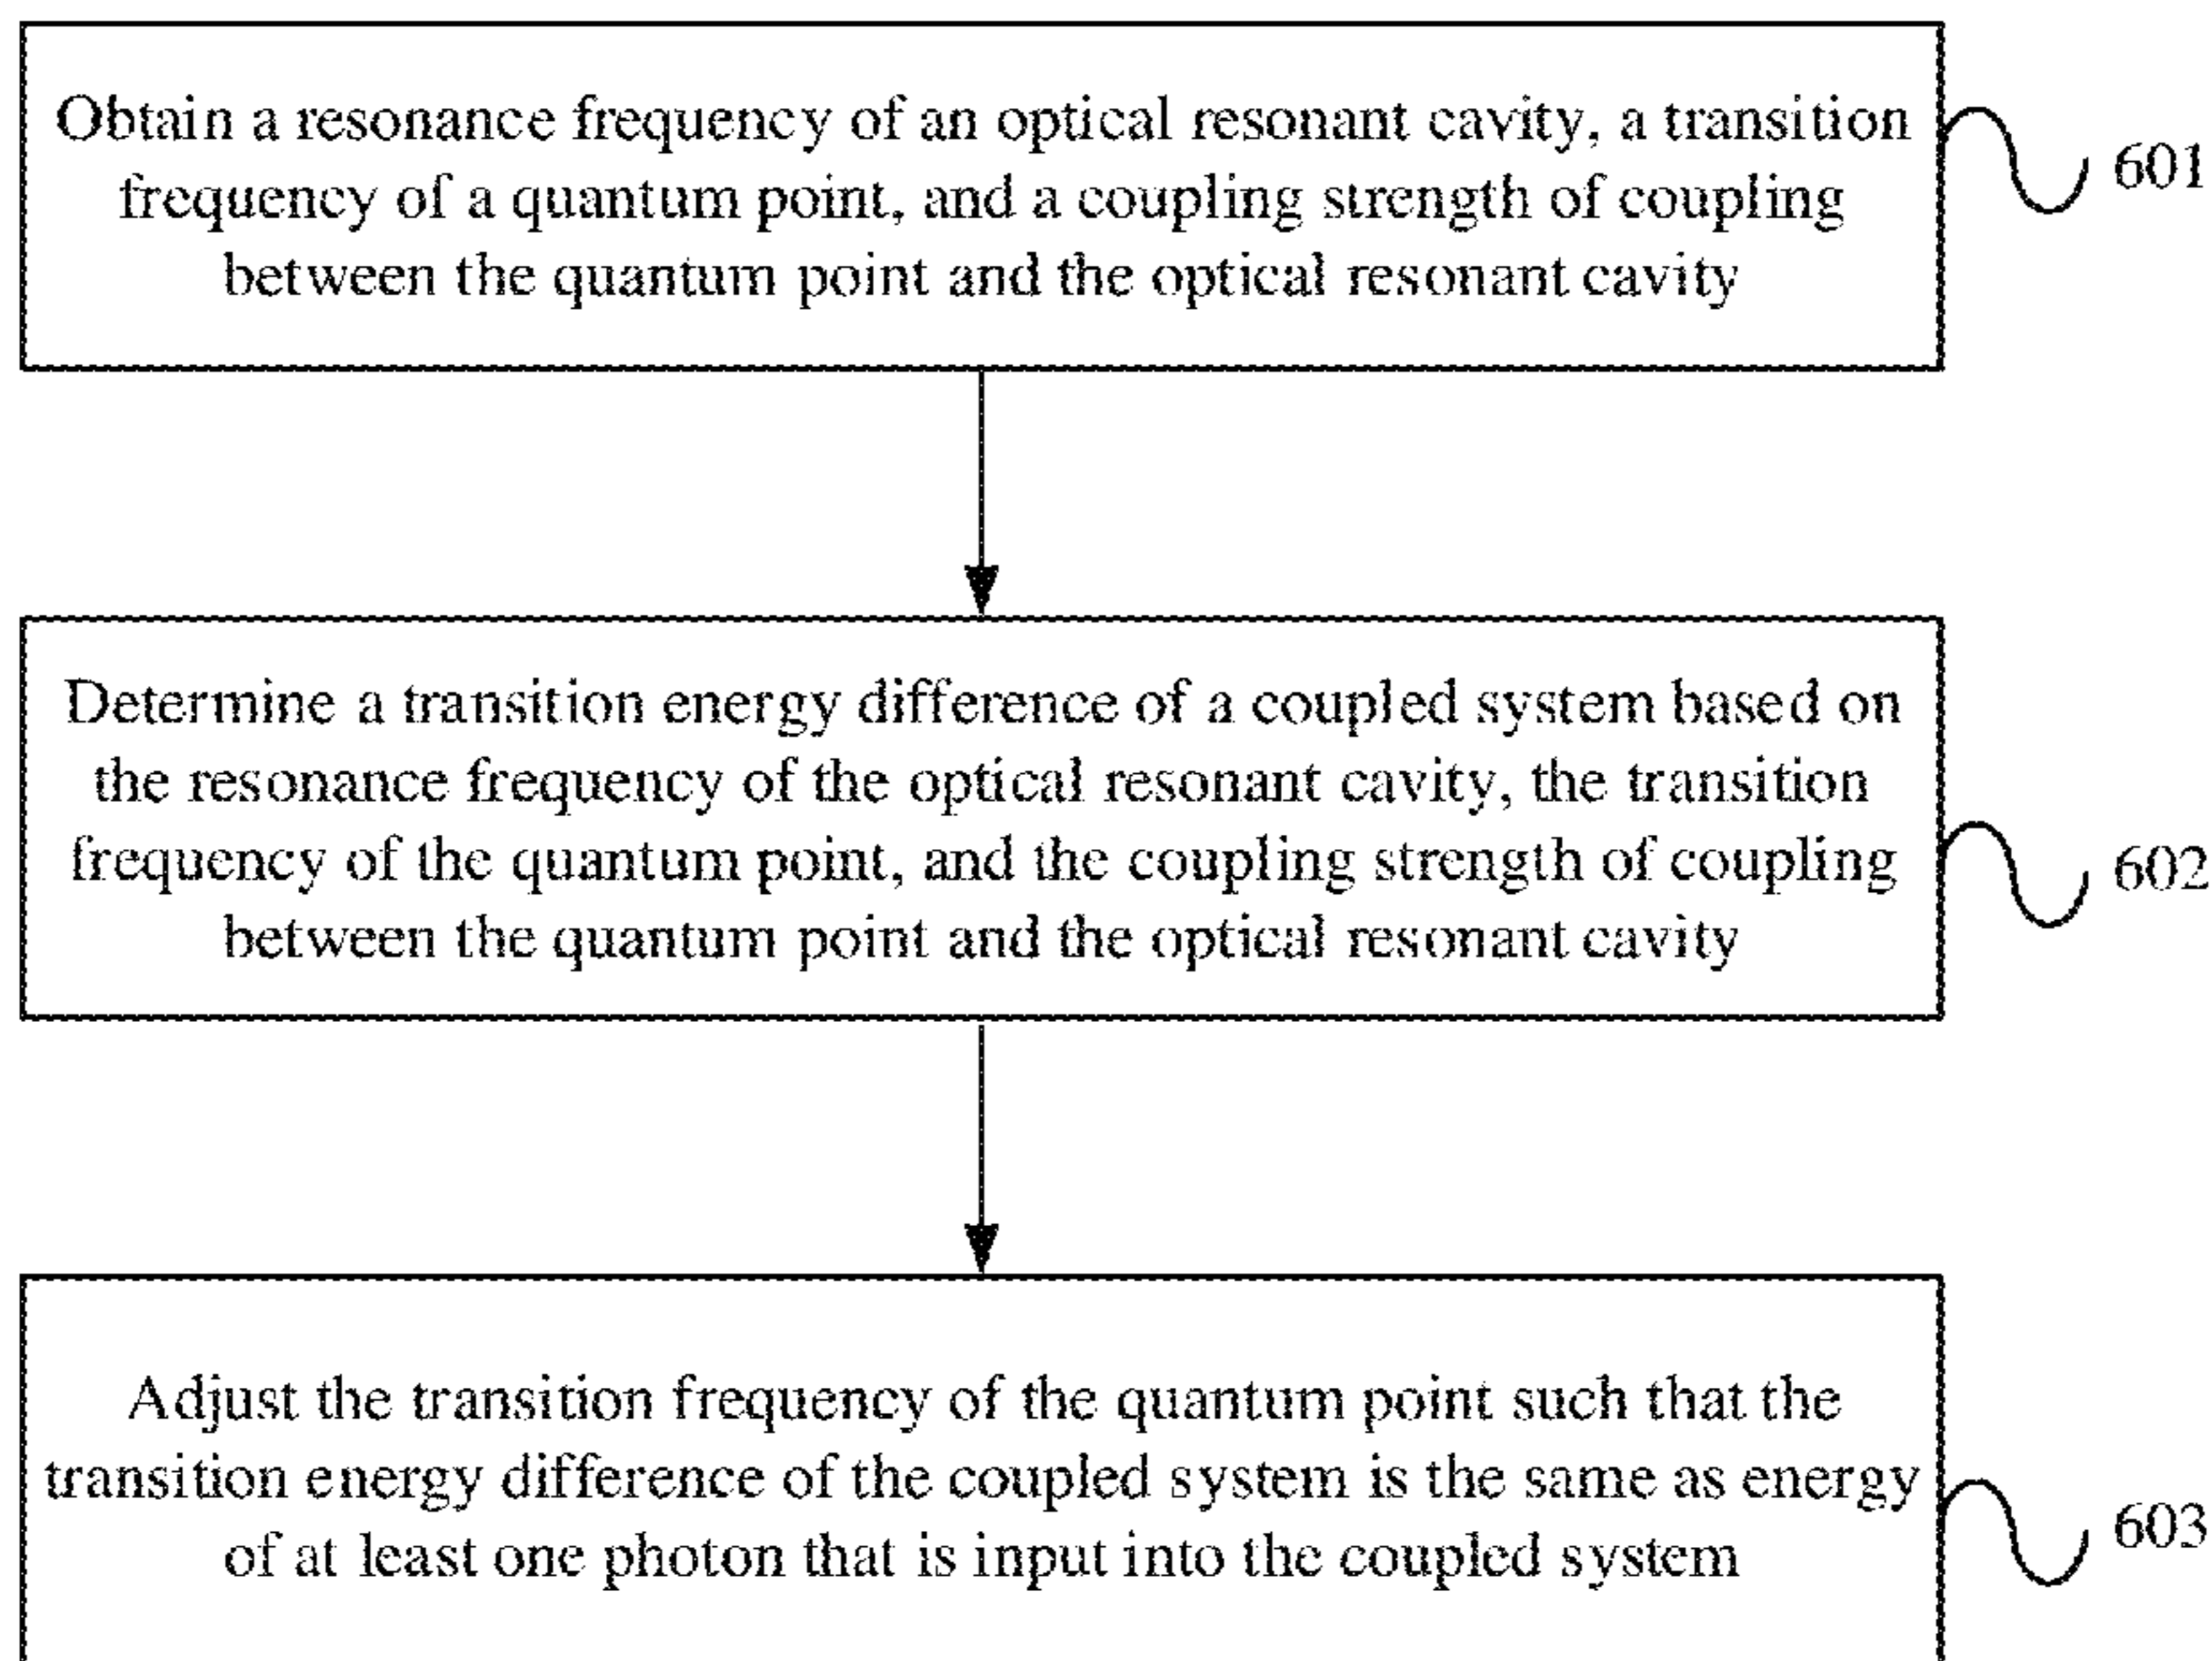 Obtain a resonance frequency of an optical resonant cavity, a transition
frequency of a quantum point, and a coupling strength of coupling
between the quantum point and the optical resonant cavity
601
Determine a transition energy difference of a coupled system based on
the resonance frequency of the optical resonant cavity, the transition
frequency of the quantum point, and the coupling strength of coupling
between the quantum point and the optical resonant cavity
602
Adjust the transition frequency of the quantum point such that the
transition energy difference of the coupled system is the same as energy
of at least one photon that is input into the coupled system
603